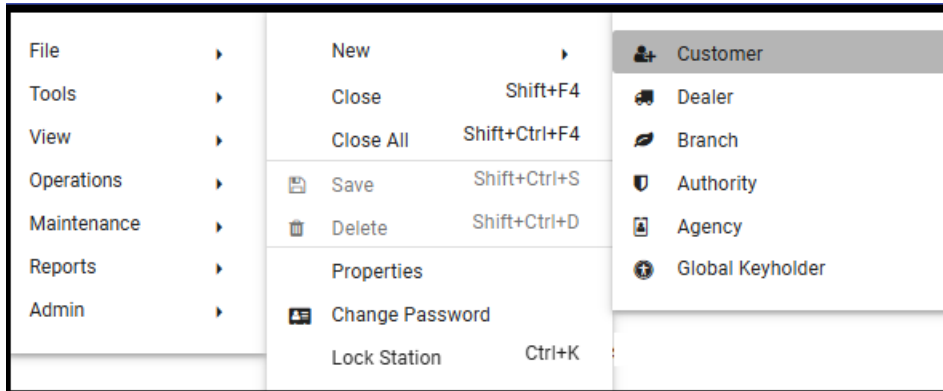 File
Tools
View
Operations
Maintenance
Reports
Admin
New
Close Shift+F4
Close All Shift+Ctrl+F4
Save Shift+Ctrl+S
Delete Shift+Ctrl+D
Properties
Change Password
Lock Station Ctrl+K
Customer
Dealer
Branch
Authority
Agency
Global Keyholder